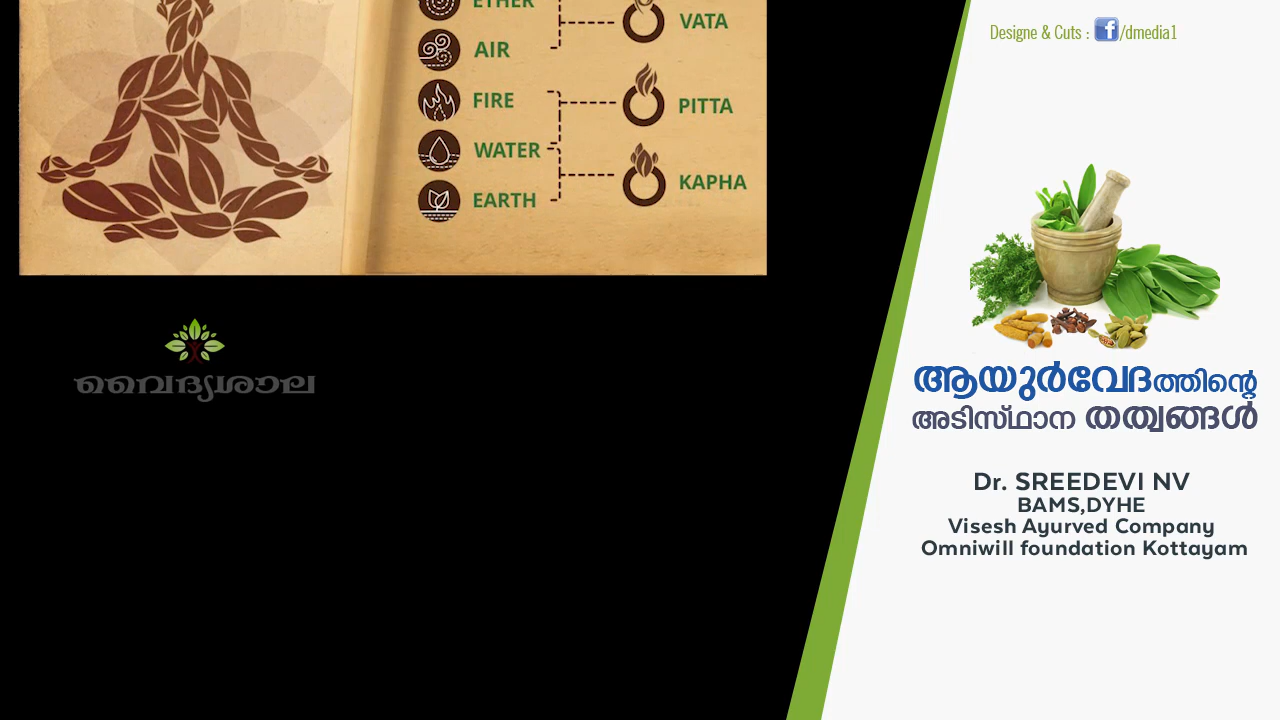 ETHER
AIR
FIRE
WATER
EARTH
VATA
PITTA
KAPHA
വൈദ്യശാല
Designe & Cuts : f/dmedia1
ആയുർവേദത്തിന്റെ
അടിസ്ഥാന തത്വങ്ങൾ
Dr. SREEDEVI NV
BAMS,DYHE
Visesh Ayurved Company
Omniwill foundation Kottayam